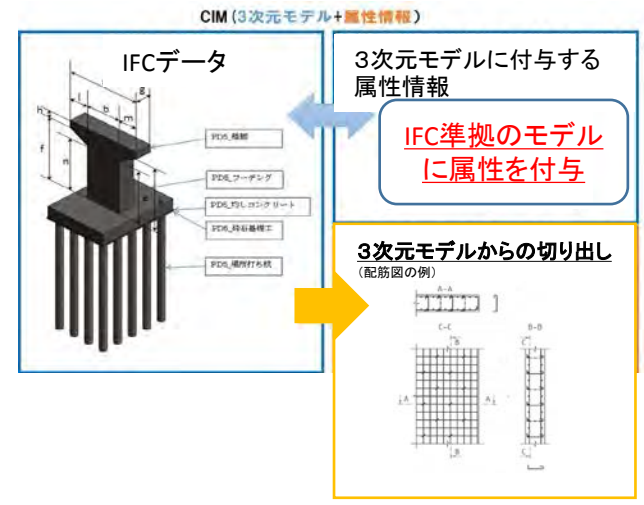 CIM(3次元モデル+属性情報)
IFCデータ
g
l
b
m
h
f
n
PD5_橋脚
PD5_フーチング
PD5_均しコンクリート
PD5_砕石基礎工
PD5_場所打ち杭
3次元モデルに付与する
属性情報
IFC準拠のモデル
に属性を付与
3次元モデルからの切り出し
(配筋図の例)
A-A
C-C
B-B
B
C
A
A
B
C